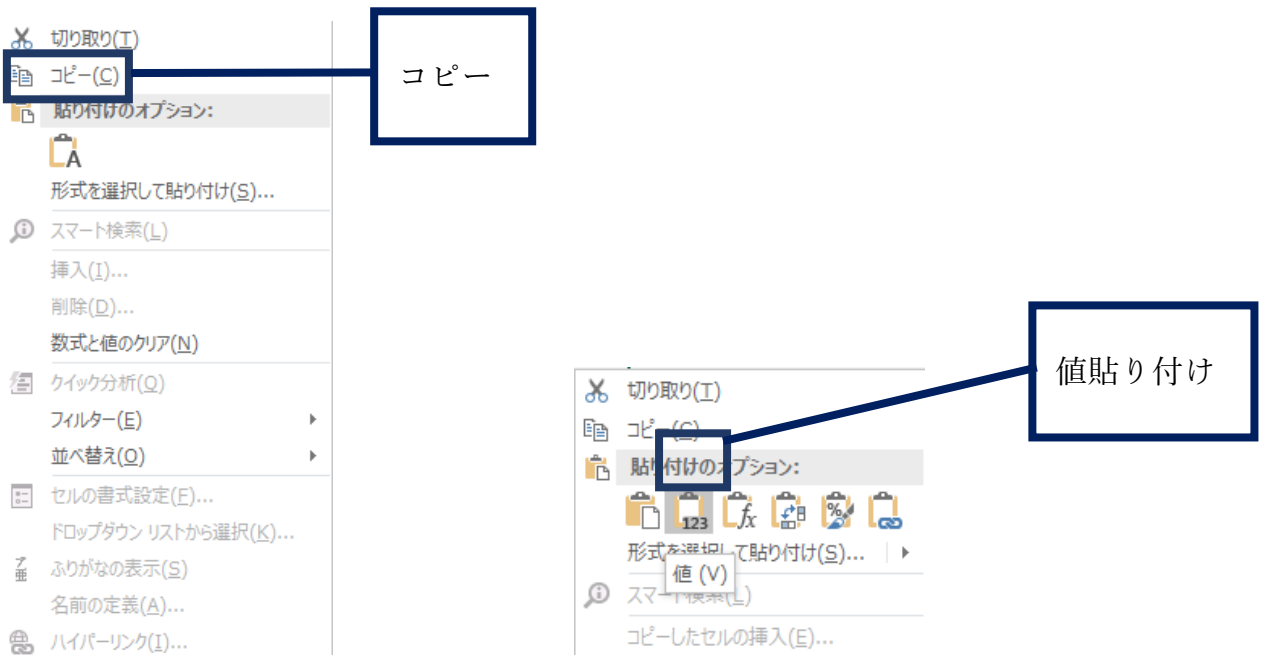 切り取り(T)
コピー(C)
コピー
貼り付けのオプション:
A
形式を選択して貼り付け(S)...
スマート検索(L)
挿入(I)...
削除(D)...
数式と値のクリア(N)
クイック分析(Q)
フィルター(E)
並べ替え(O)
セルの書式設定(F)...
ドロップダウン リストから選択(K)...
ふりがなの表示(S)
名前の定義(A)...
ハイパーリンク(I)...
値貼り付け
切り取り(T)
コピー(C)
貼り付けのオプション:
123 fx %
形式を選択して貼り付け(S)...
値 (V)
スマート検索(L)
コピーしたセルの挿入(E)...